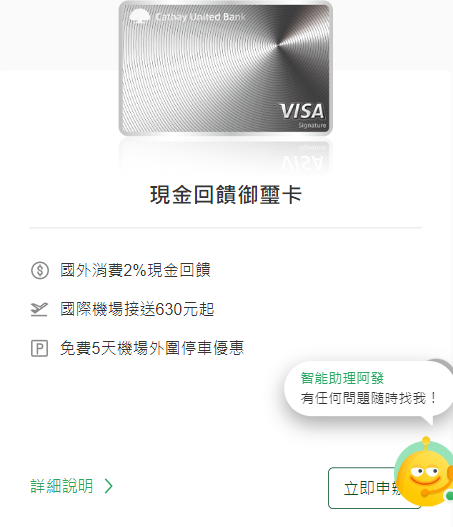 Cathay United Bank
VISA
Signature
現金回饋御璽卡
國外消費2%現金回饋
國際機場接送630元起
P 免費5天機場外圍停車優惠
智能助理阿發
有任何問題隨時找我！
詳細說明
立即申